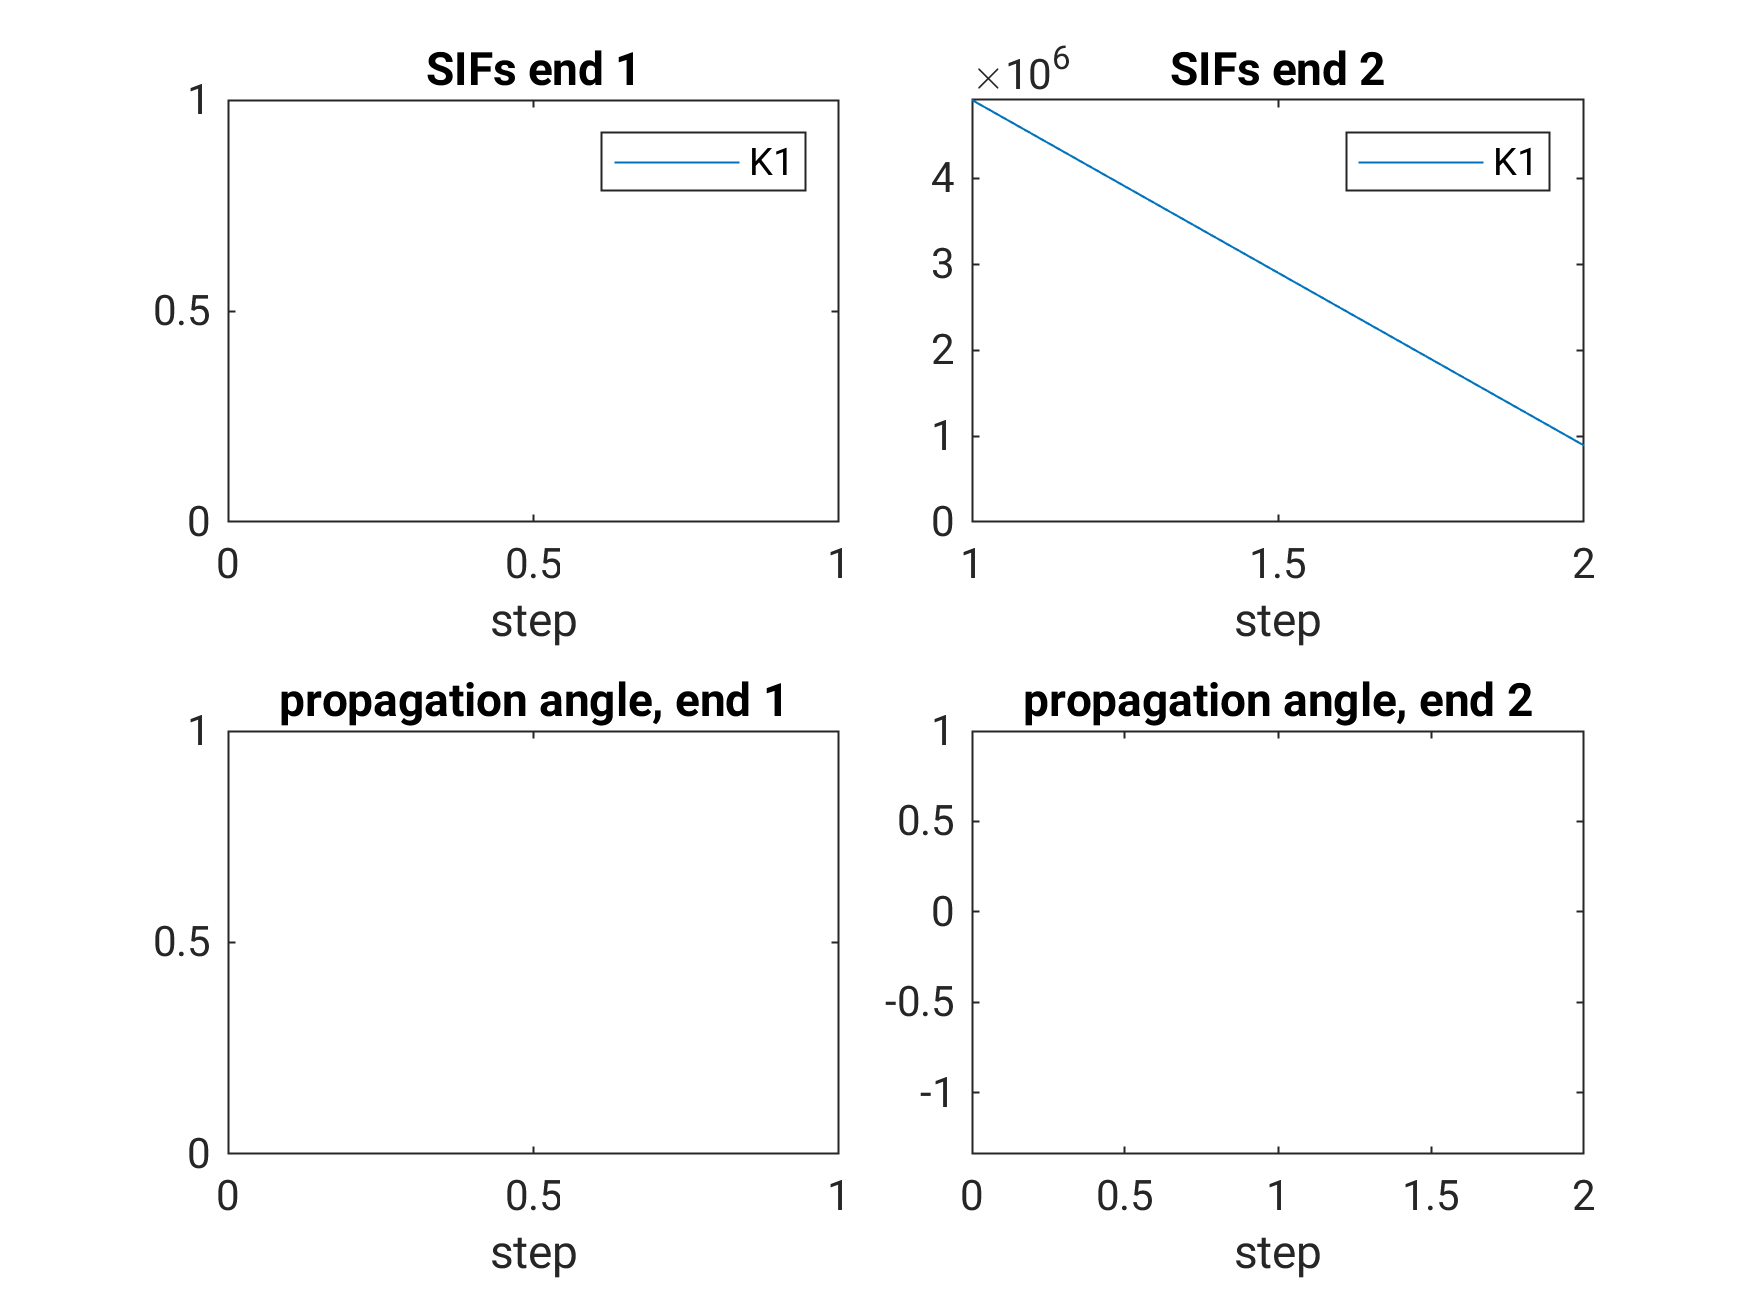 SIFs end 1
1
0.5
0
0 0.5 1
step
K1
×10^6
SIFs end 2
4
3
2
1
0
1 1.5 2
step
K1
propagation angle, end 1
1
0.5
0
0 0.5 1
step
propagation angle, end 2
1
0.5
0
-0.5
-1
0 0.5 1 1.5 2
step